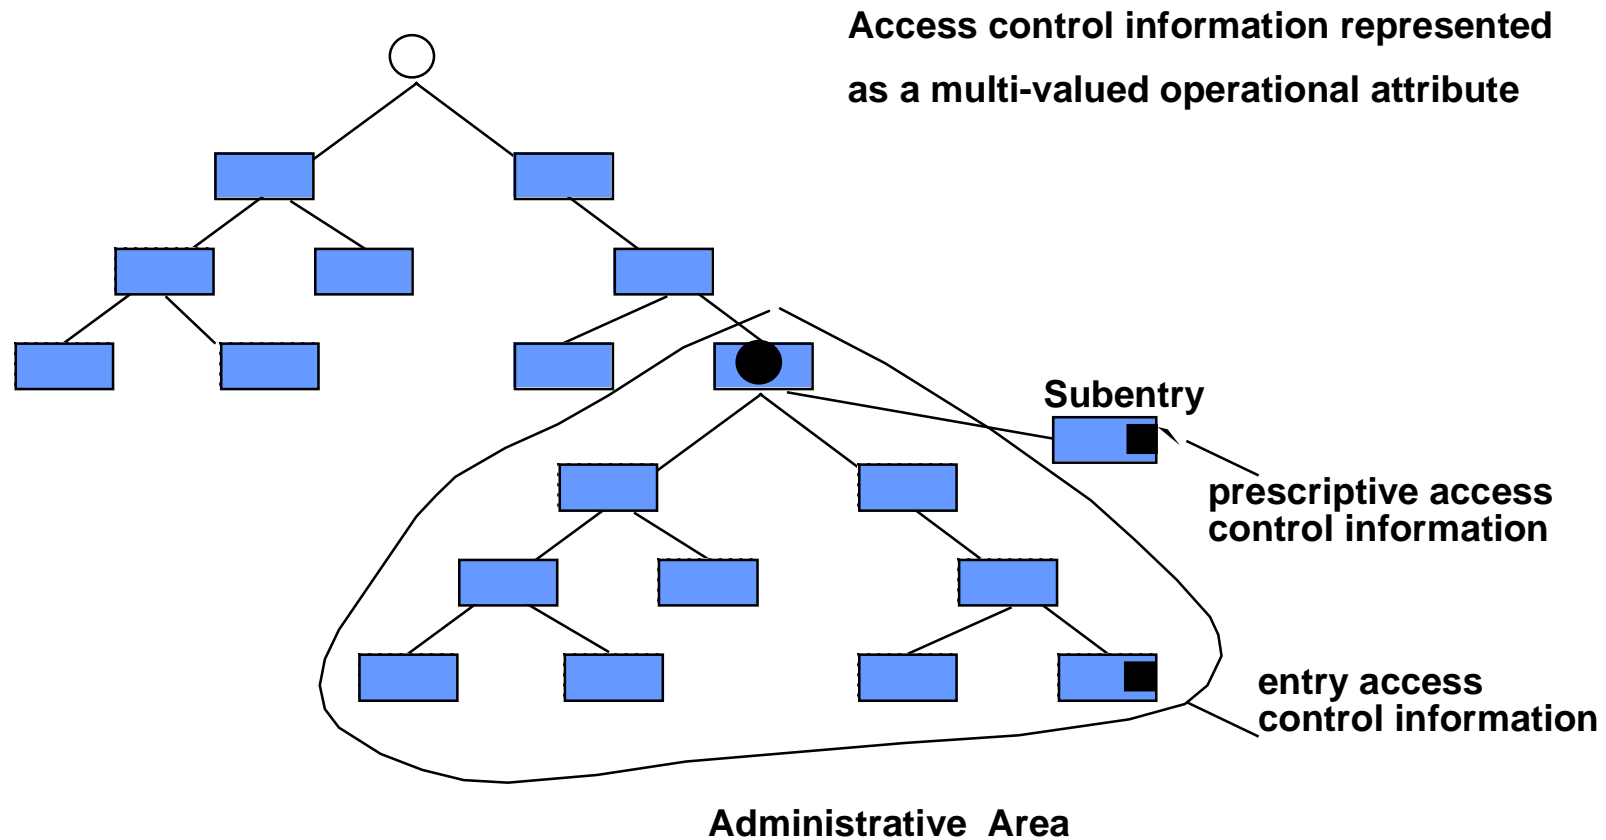 Access control information represented
as a multi-valued operational attribute
Subentry
prescriptive access
control information
entry access
control information
Administrative Area